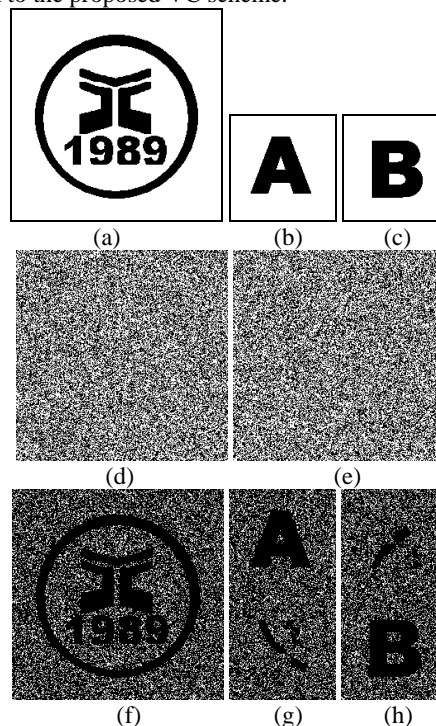 to the proposed VC scheme.
1989
A
B
(a)
(b)
(c)
(d)
(e)
1989
A
B
(f)
(g)
(h)